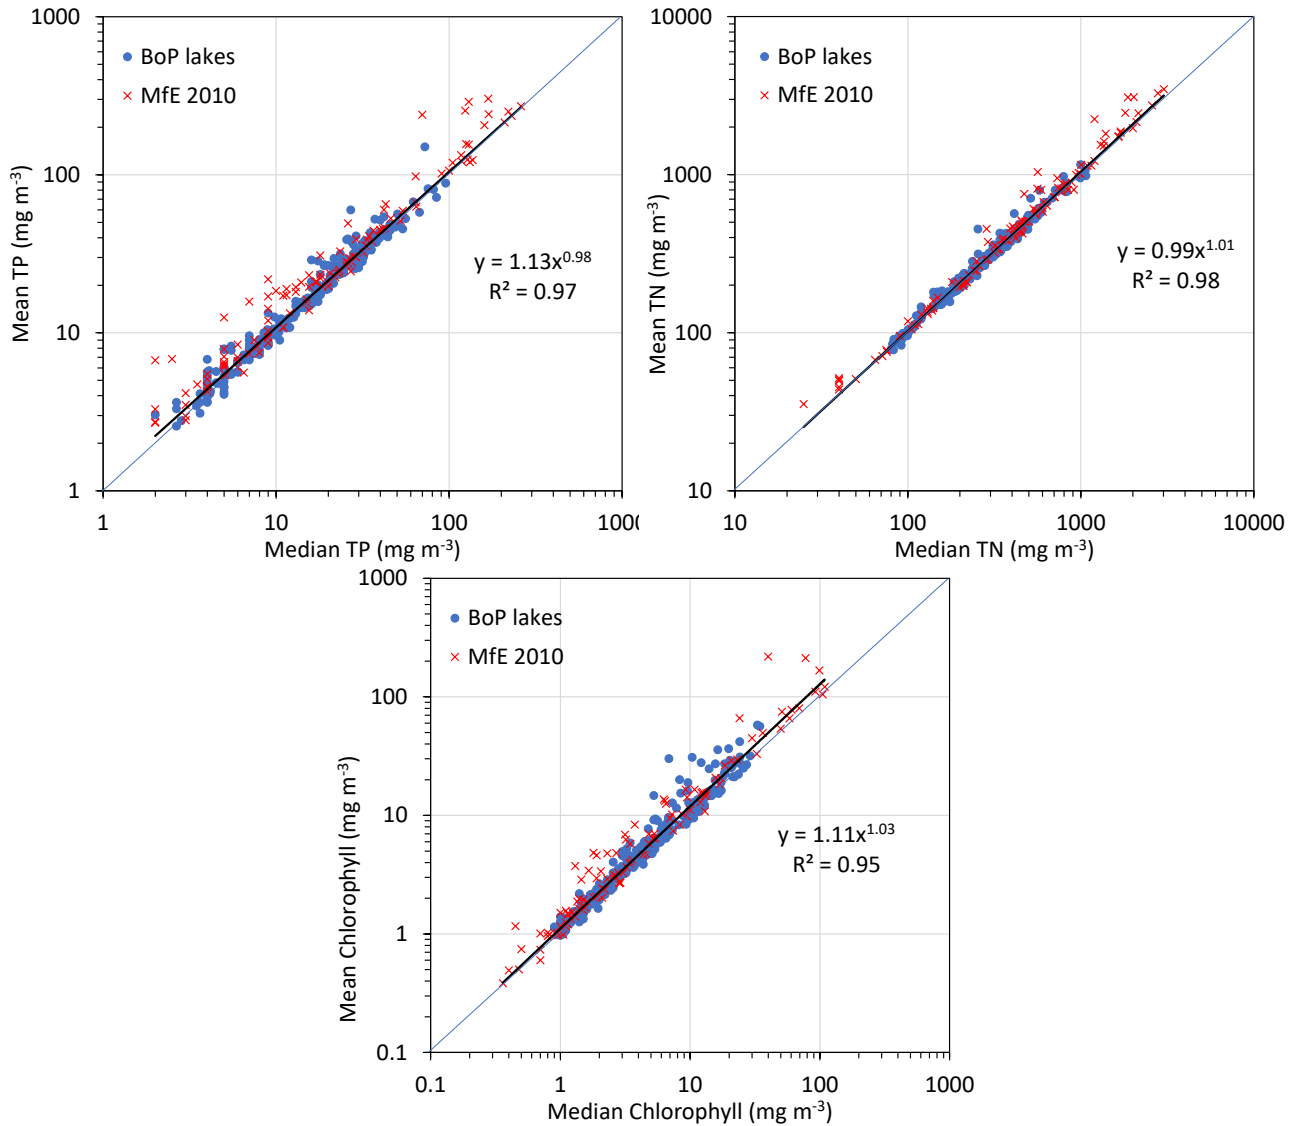 1000
100
10
1
Mean TP (mg m-3)
BoP lakes
MfE 2010
y = 1.13x0.98
R² = 0.97
1 10 100 1000
Median TP (mg m-3)
10000
1000
100
10
Mean TN (mg m-3)
BoP lakes
MfE 2010
y = 0.99x1.01
R² = 0.98
10 100 1000 10000
Median TN (mg m-3)
1000
100
10
1
0.1
Mean Chlorophyll (mg m-3)
BoP lakes
MfE 2010
y = 1.11x1.03
R² = 0.95
0.1 1 10 100 1000
Median Chlorophyll (mg m-3)